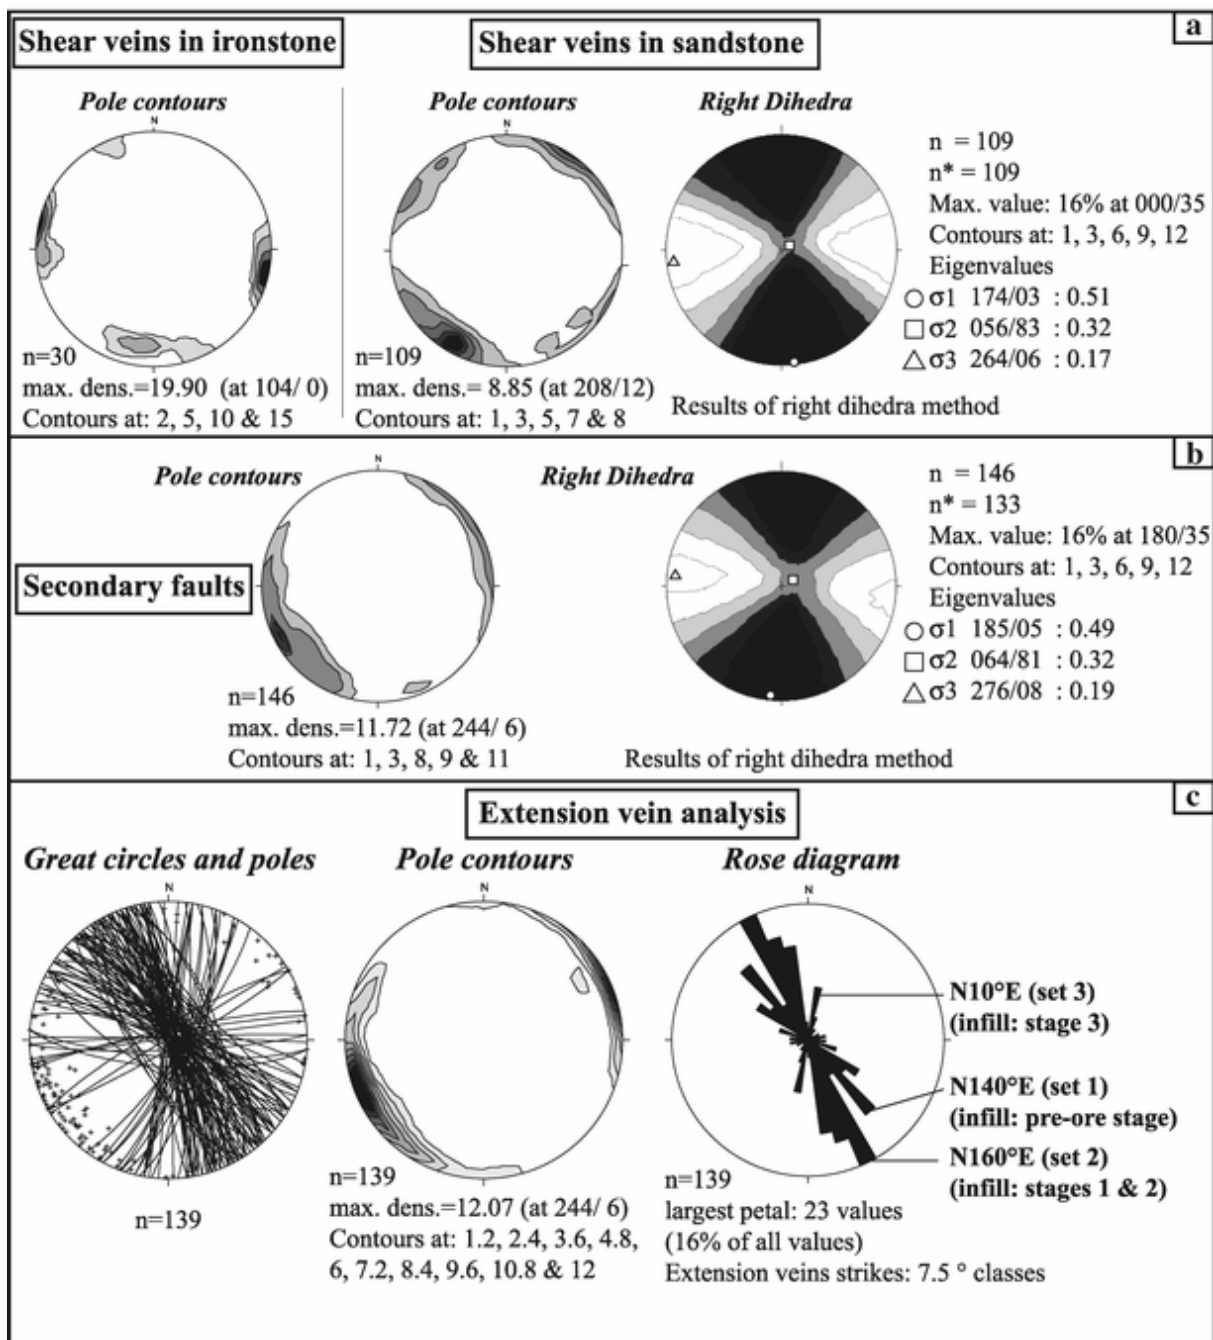 a
Shear veins in ironstone
Shear veins in sandstone
Pole contours
N
n=30
max. dens.=19.90 (at 104/ 0)
Contours at: 2, 5, 10 & 15
Pole contours
N
n=109
max. dens.= 8.85 (at 208/12)
Contours at: 1, 3, 5, 7 & 8
Right Dihedra
n = 109
n* = 109
Max. value: 16% at 000/35
Contours at: 1, 3, 6, 9, 12
Eigenvalues
σ1 174/03 : 0.51
σ2 056/83 : 0.32
σ3 264/06 : 0.17
Results of right dihedra method
b
Secondary faults
Pole contours
N
n=146
max. dens.=11.72 (at 244/ 6)
Contours at: 1, 3, 8, 9 & 11
Right Dihedra
n = 146
n* = 133
Max. value: 16% at 180/35
Contours at: 1, 3, 6, 9, 12
Eigenvalues
σ1 185/05 : 0.49
σ2 064/81 : 0.32
σ3 276/08 : 0.19
Results of right dihedra method
c
Extension vein analysis
Great circles and poles
N
n=139
Pole contours
N
n=139
max. dens.=12.07 (at 244/ 6)
Contours at: 1.2, 2.4, 3.6, 4.8,
6, 7.2, 8.4, 9.6, 10.8 & 12
Rose diagram
N
N10°E (set 3)
(infill: stage 3)
N140°E (set 1)
(infill: pre-ore stage)
N160°E (set 2)
(infill: stages 1 & 2)
n=139
largest petal: 23 values
(16% of all values)
Extension veins strikes: 7.5 ° classes